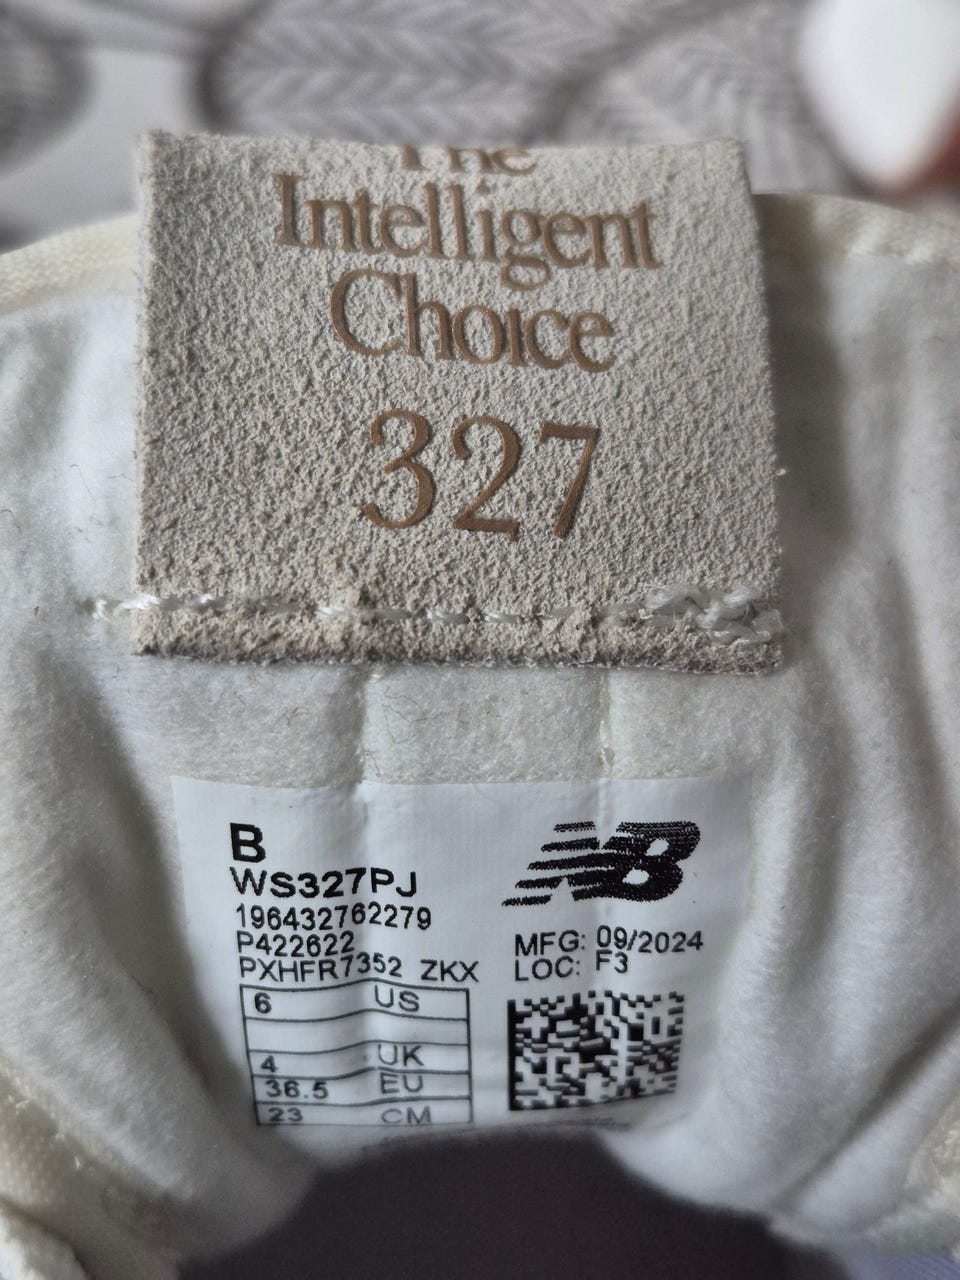 The
Intelligent
Choice
327
B
WS327PJ
196432762279
P422622
PXHFR7352 ZKX
6 US
4 UK
36.5 EU
23 CM
NB
MFG: 09/2024
LOC: F3